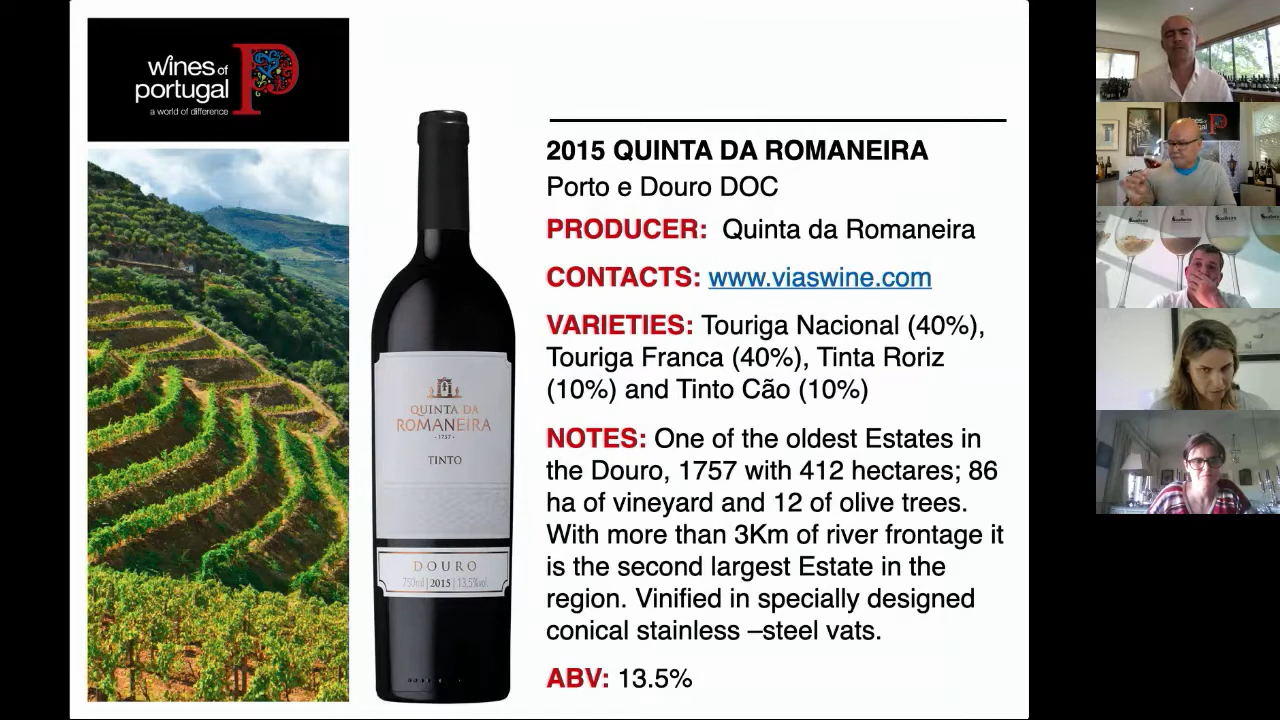 wines of
portugal
a world of difference
2015 QUINTA DA ROMANEIRA
Porto e Douro DOC
PRODUCER: Quinta da Romaneira
CONTACTS: www.viaswine.com
VARIETIES: Touriga Nacional (40%),
Touriga Franca (40%), Tinta Roriz
(10%) and Tinto Cão (10%)
NOTES: One of the oldest Estates in
the Douro, 1757 with 412 hectares; 86
ha of vineyard and 12 of olive trees.
With more than 3Km of river frontage it
is the second largest Estate in the
region. Vinified in specially designed
conical stainless –steel vats.
ABV: 13.5%
QUINTA DA
ROMANEIRA
· 1757 ·
TINTO
DOURO
750ml | 2015 | 13,5%vol.